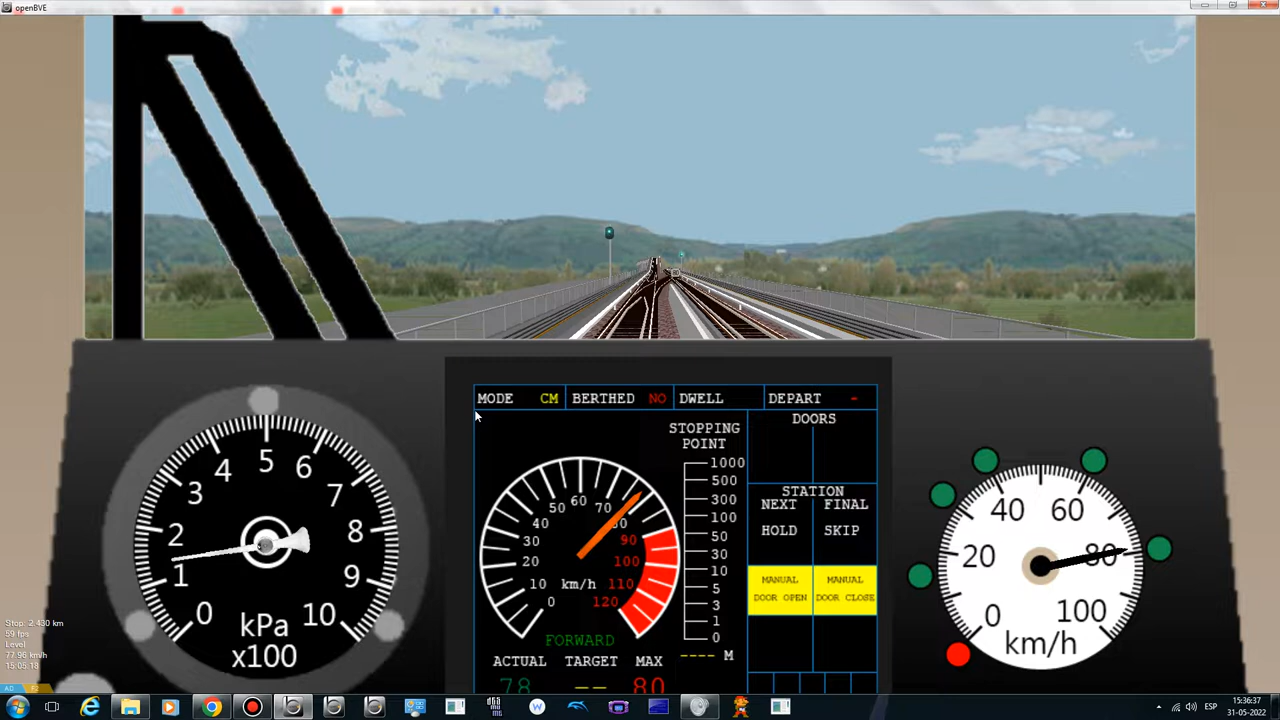 openBVE
MODE CM BERTHED NO DWELL DEPART -
STOPPING
POINT
DOORS
1000
500
300
100
50
30
10
5
3
1
0
---- M
STATION
NEXT FINAL
HOLD SKIP
MANUAL
DOOR OPEN
MANUAL
DOOR CLOSE
0 10 20 30 40 50 60 70 80 90 100 110 120
km/h
FORWARD
ACTUAL TARGET MAX
78 -- 80
0 1 2 3 4 5 6 7 8 9 10
kPa
x100
0 20 40 60 80 100
km/h
Stop: 2,430 km
59 fps
Level
77.96 km/h
15:05:18
AD F2
ESP
15:36:37
31-05-2022